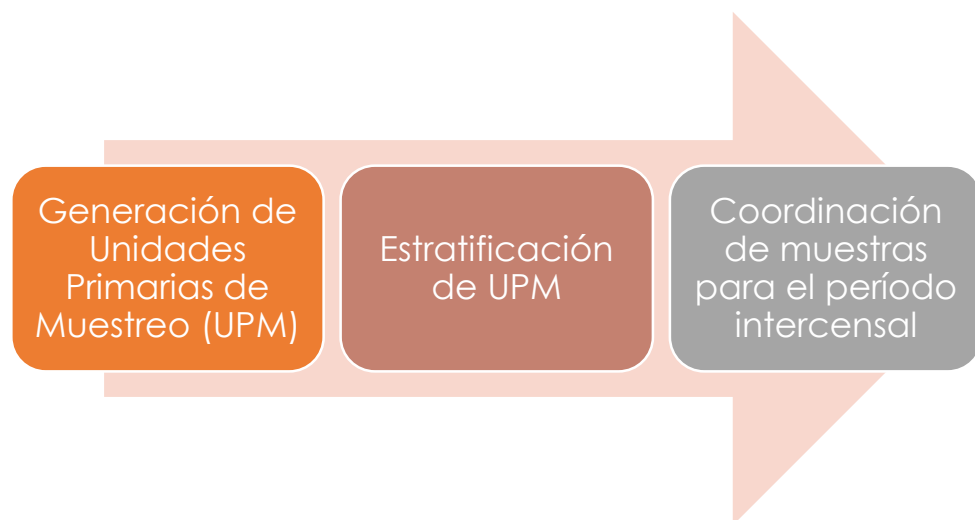 Generación de
Unidades
Primarias de
Muestreo (UPM)
Estratificación
de UPM
Coordinación
de muestras
para el período
intercensal